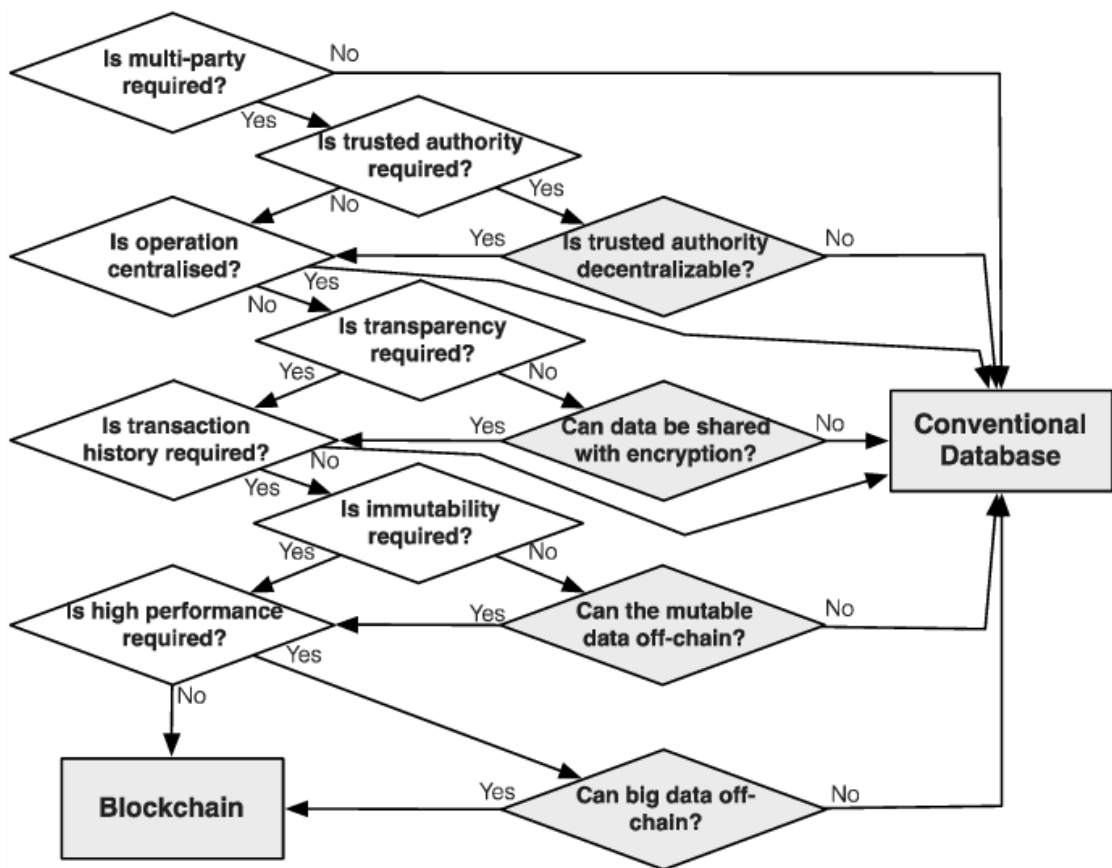 Is multi-party
required?
No
Yes
Is trusted authority
required?
No
Yes
Is operation
centralised?
Yes
Is trusted authority
decentralizable?
No
Yes
No
Is transparency
required?
Yes
No
Is transaction
history required?
Yes
Can data be shared
with encryption?
No
Conventional
Database
No
Yes
Is immutability
required?
Yes
No
Is high performance
required?
Yes
Can the mutable
data off-chain?
No
Yes
No
Blockchain
Yes
Can big data off-
chain?
No